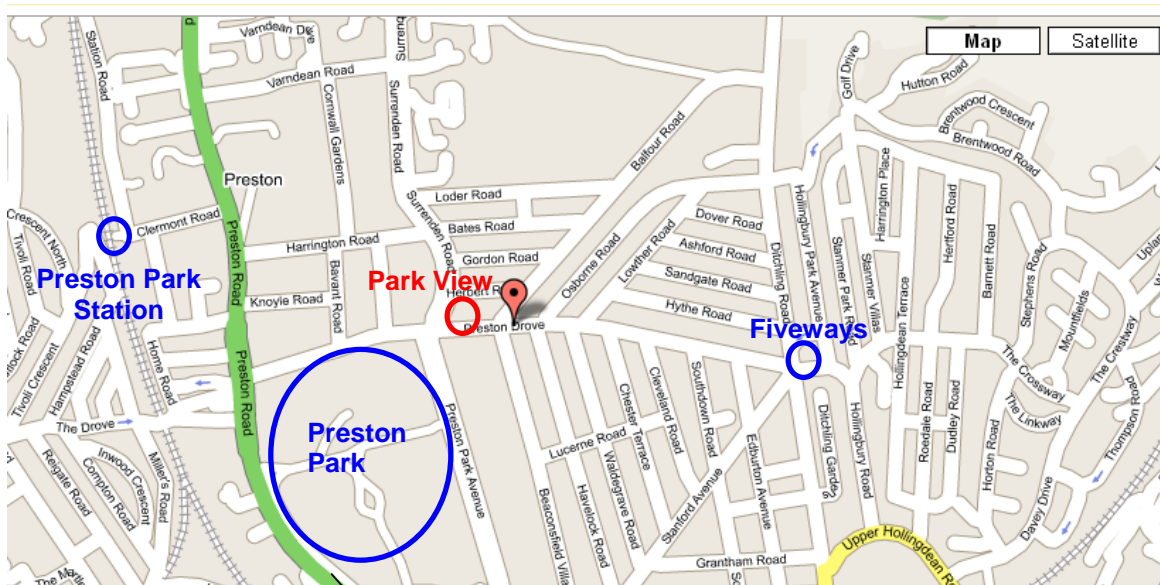 Map
Satellite
Station Road
Varndean Drive
Varndean Road
Cornwall Gardens
Surrenden Road
Golf Drive
Hutton Road
Brentwood Crescent
Brentwood Road
Balfour Road
Preston
Loder Road
Bates Road
Gordon Road
Surrenden Road
Harrington Road
Clermont Road
Preston Road
Preston Park
Station
Park View
Herbert R
Knoyle Road
Bavant Road
Preston Drove
Osborne Road
Lowther Road
Dover Road
Ashford Road
Sandgate Road
Hythe Road
Ditchling Road
Hollingbury Park Avenue
Stanmer Park Road
Stanmer Villas
Harrington Place
Hertford Road
Hollingdean Terrace
Barnett Road
Stephens Road
Mountfields
The Crestway
The Crossway
The Linkway
Thompson Road
Fiveways
Crescent North
Tivoli Road
Tivoli Crescent
Hampstead Road
Home Road
Preston Road
The Drove
Reigate Road
Compton Road
Inwood Crescent
Miller's Road
Preston
Park
Preston Park Avenue
Beaconsfield Villa
Lucerne Road
Havelock Road
Waldegrave Road
Chester Terrace
Cleveland Road
Southdown Road
Stanford Avenue
Edburton Avenue
Ditchling Gardens
Hollingbury Road
Roedale Road
Dudley Road
Horton Road
Davey Drive
Upper Hollingdean Ro
Grantham Road